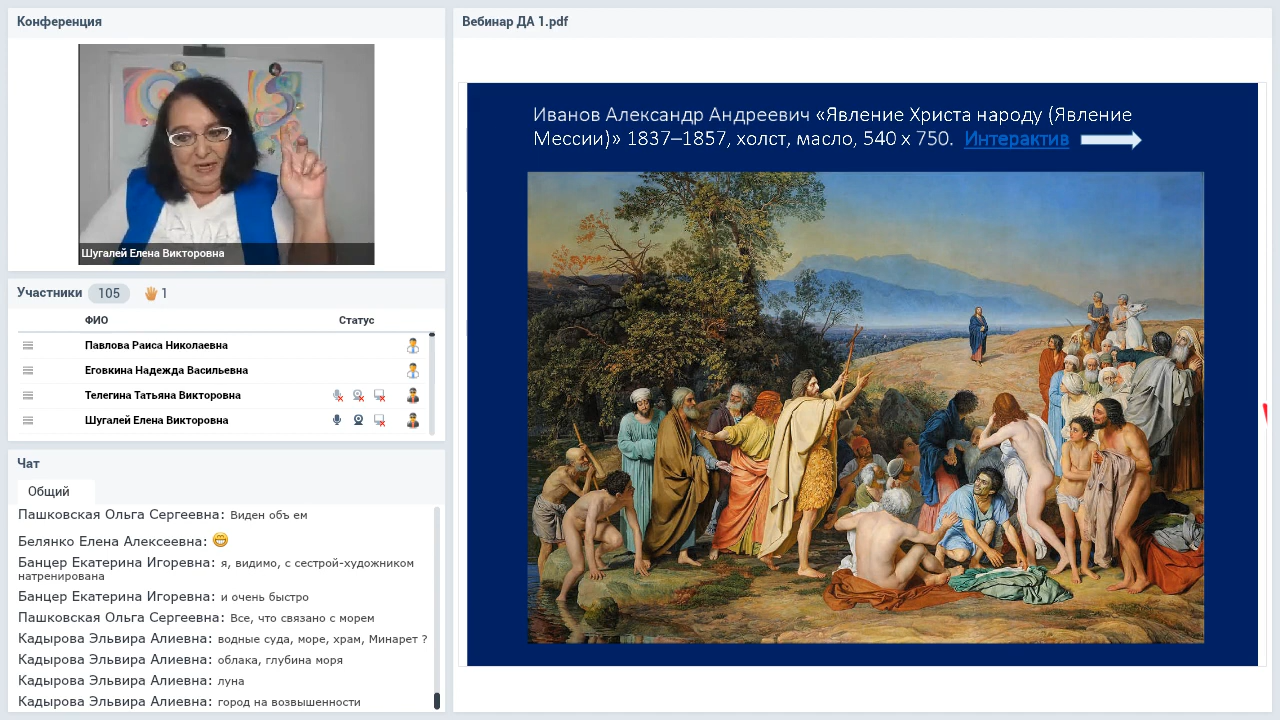 Конференция
Шугалей Елена Викторовна
Участники 105 1
ФИО Статус
Павлова Раиса Николаевна
Еговкина Надежда Васильевна
Телегина Татьяна Викторовна
Шугалей Елена Викторовна
Чат
Общий
Пашковская Ольга Сергеевна: Виден объ ем
Белянко Елена Алексеевна:
Банцер Екатерина Игоревна: я, видимо, с сестрой-художником
натренирована
Банцер Екатерина Игоревна: и очень быстро
Пашковская Ольга Сергеевна: Все, что связано с морем
Кадырова Эльвира Алиевна: водные суда, море, храм, Минарет ?
Кадырова Эльвира Алиевна: облака, глубина моря
Кадырова Эльвира Алиевна: луна
Кадырова Эльвира Алиевна: город на возвышенности
Вебинар ДА 1.pdf
Иванов Александр Андреевич «Явление Христа народу (Явление
Мессии)» 1837–1857, холст, масло, 540 х 750. Интерактив